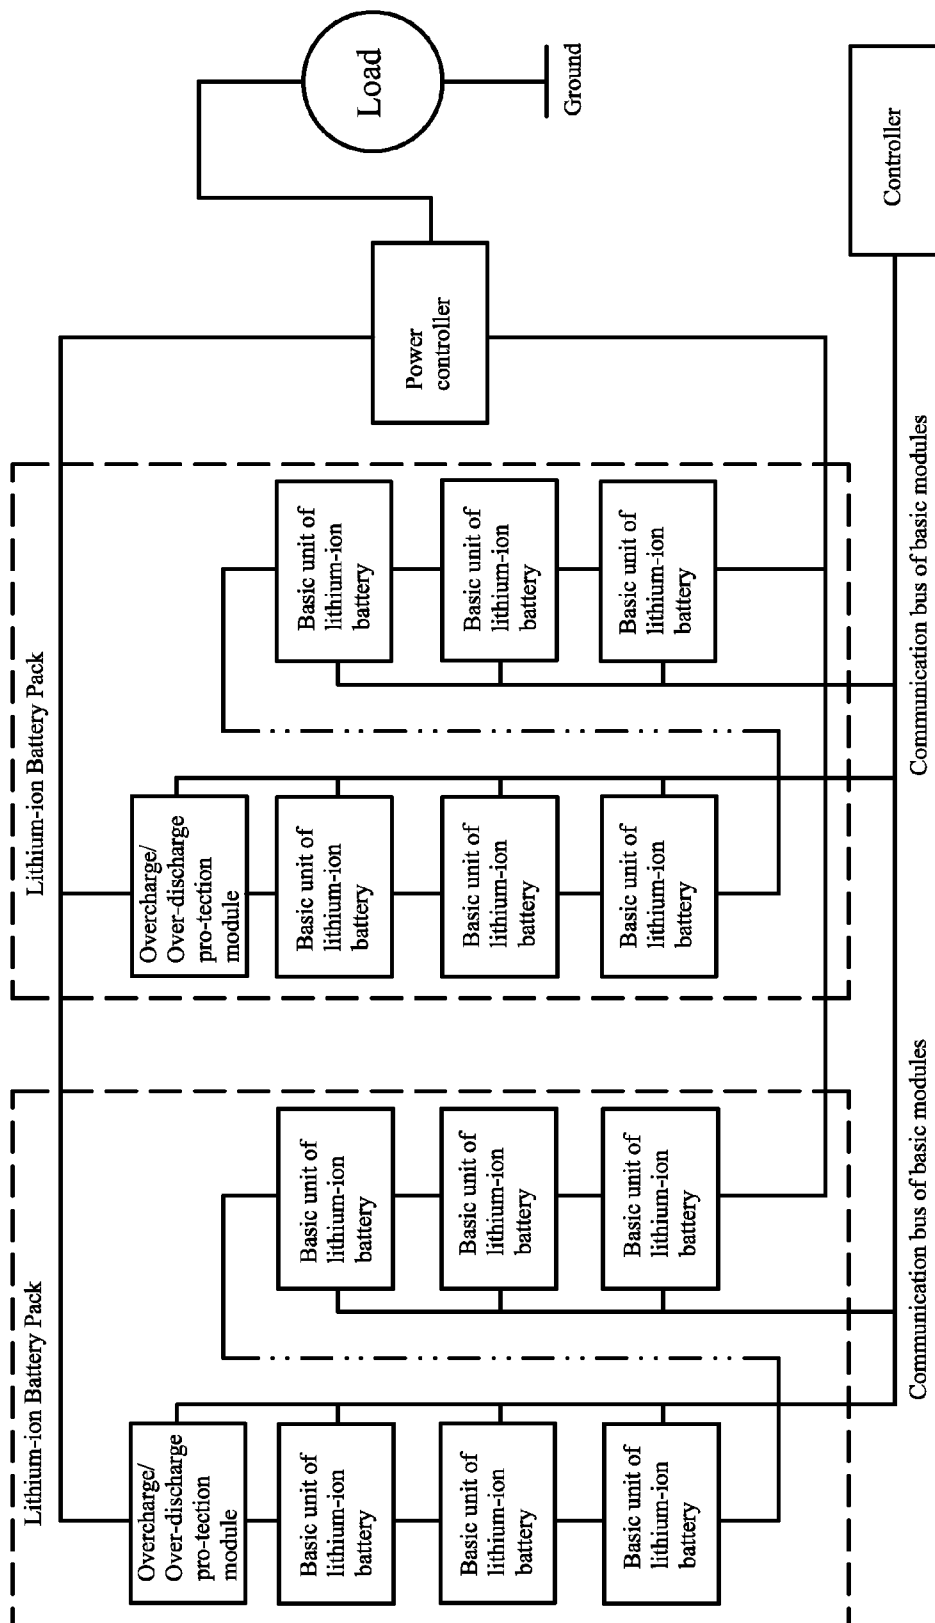 Lithium-ion Battery Pack
Overcharge/
Over-discharge
pro-tection
module
Basic unit of
lithium-ion
battery
Basic unit of
lithium-ion
battery
Basic unit of
lithium-ion
battery
Basic unit of
lithium-ion
battery
Basic unit of
lithium-ion
battery
Basic unit of
lithium-ion
battery
Communication bus of basic modules
Lithium-ion Battery Pack
Overcharge/
Over-discharge
pro-tection
module
Basic unit of
lithium-ion
battery
Basic unit of
lithium-ion
battery
Basic unit of
lithium-ion
battery
Basic unit of
lithium-ion
battery
Basic unit of
lithium-ion
battery
Basic unit of
lithium-ion
battery
Communication bus of basic modules
Power
controller
Load
Ground
Controller